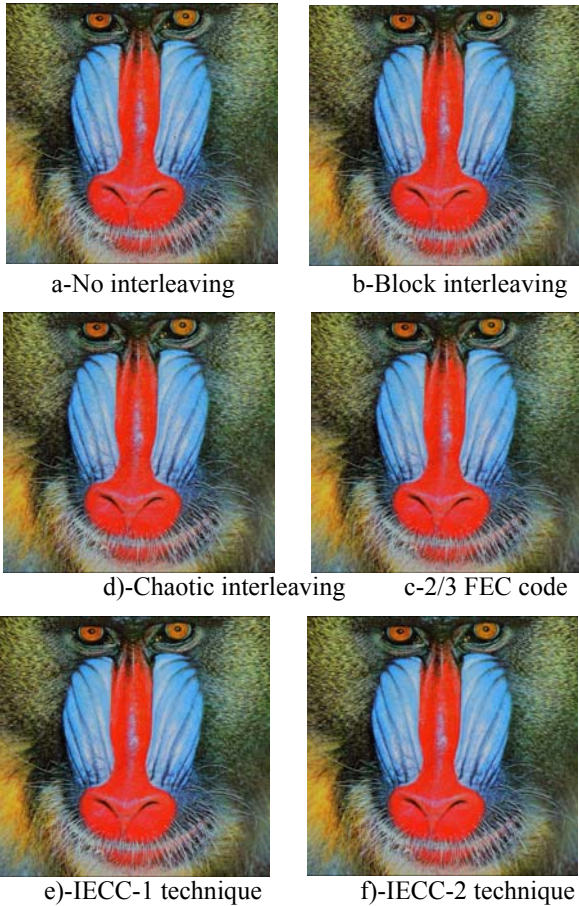 a-No interleaving
b-Block interleaving
d)-Chaotic interleaving
c-2/3 FEC code
e)-IECC-1 technique
f)-IECC-2 technique